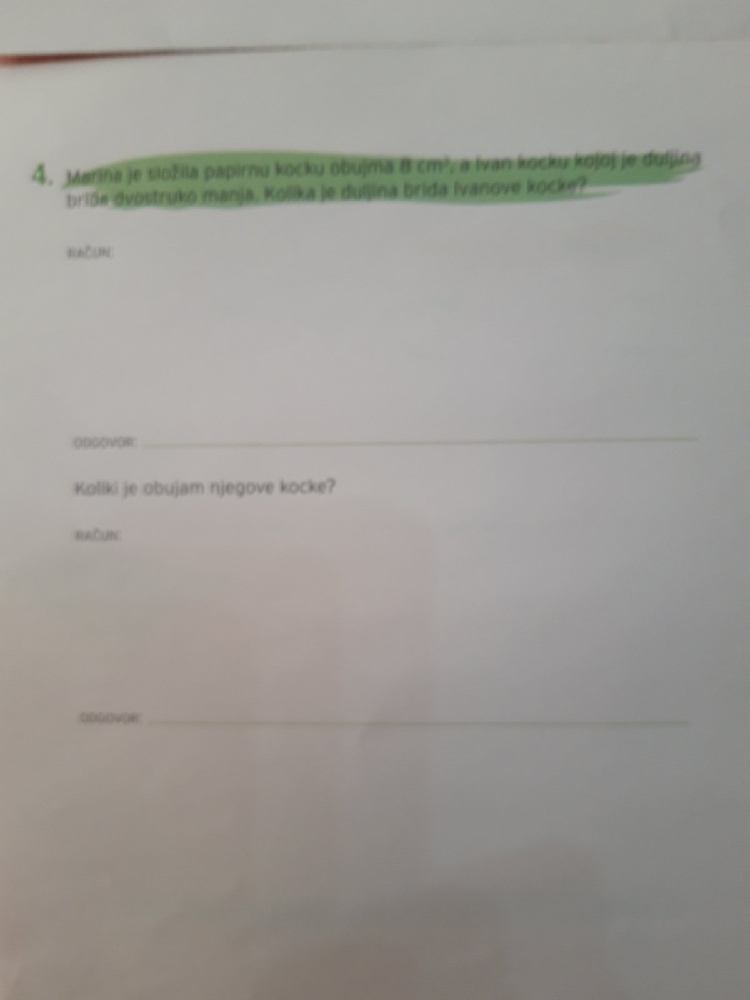 4. Marina je složila papirnu kocku obujma 8 cm³, a Ivan kocku kojoj je duljina
brida dvostruko manja. Kolika je duljina brida Ivanove kocke?
RAČUN:
ODGOVOR:
Koliki je obujam njegove kocke?
RAČUN:
ODGOVOR: